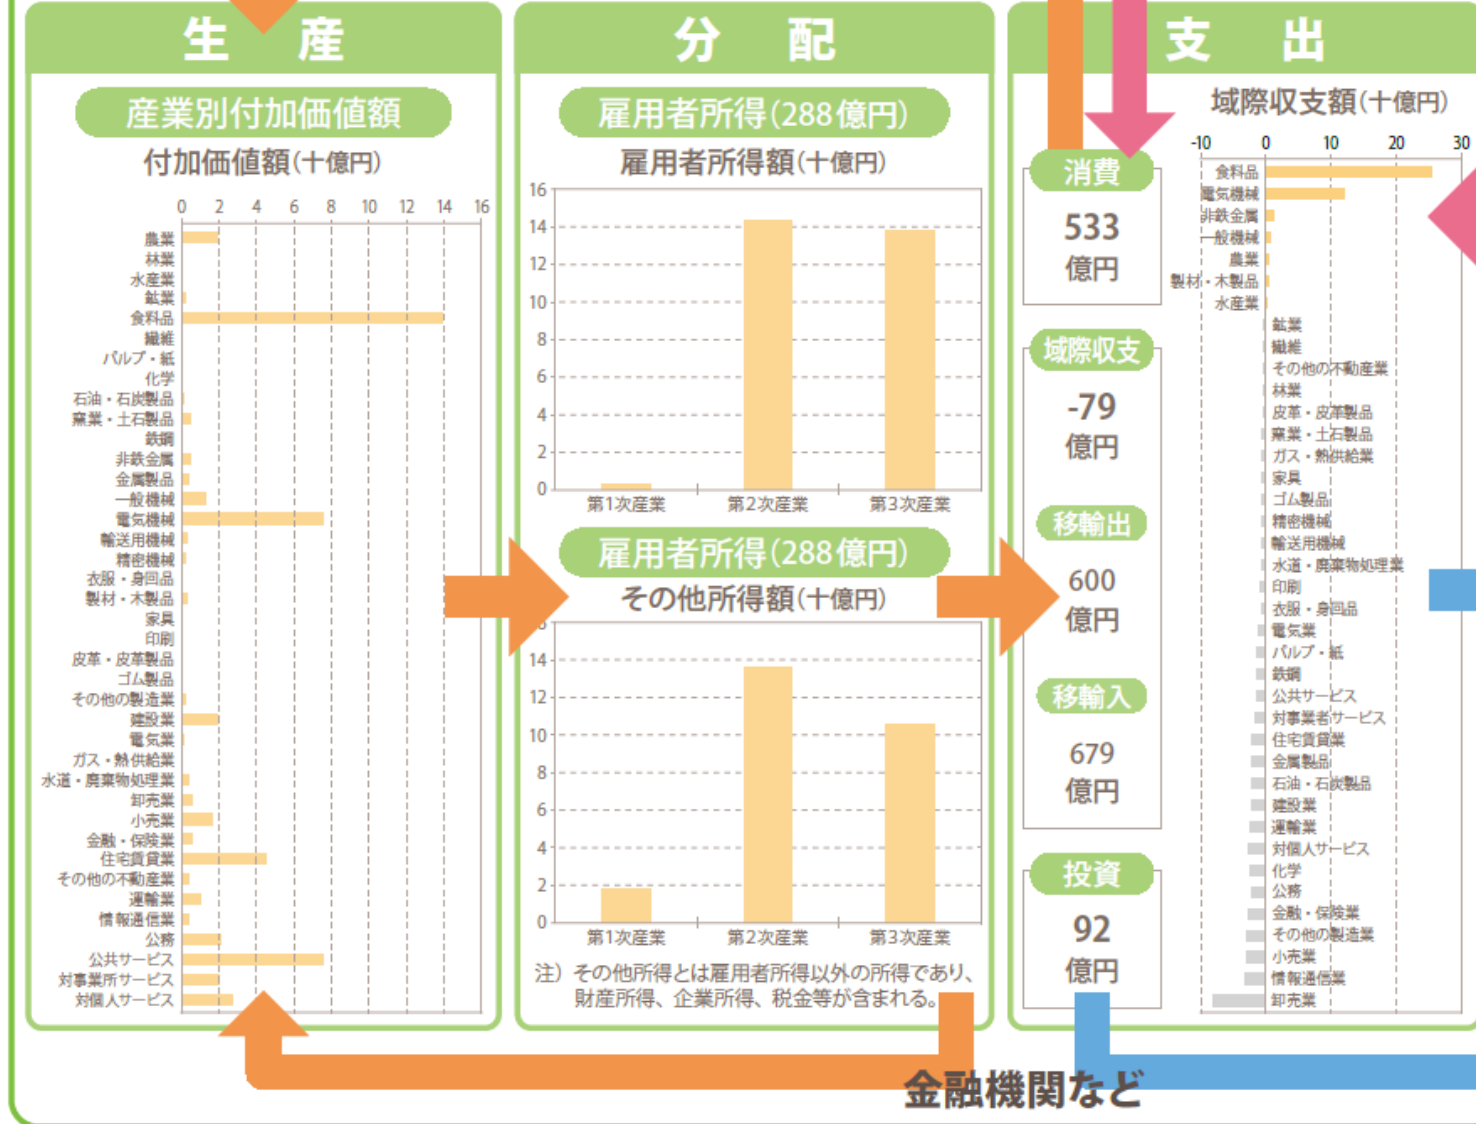 生産
産業別付加価値額
付加価値額(十億円)
0 2 4 6 8 10 12 14 16
農業
林業
水産業
鉱業
食料品
繊維
パルプ・紙
化学
石油・石炭製品
窯業・土石製品
鉄鋼
非鉄金属
金属製品
一般機械
電気機械
輸送用機械
精密機械
衣服・身回品
製材・木製品
家具
印刷
皮革・皮革製品
ゴム製品
その他の製造業
建設業
電気業
ガス・熱供給業
水道・廃棄物処理業
卸売業
小売業
金融・保険業
住宅賃貸業
その他の不動産業
運輸業
情報通信業
公務
公共サービス
対事業所サービス
対個人サービス
分配
雇用者所得(288億円)
雇用者所得額(十億円)
16
14
12
10
8
6
4
2
0
第1次産業 第2次産業 第3次産業
雇用者所得(288億円)
その他所得額(十億円)
14
12
10
8
6
4
2
0
第1次産業 第2次産業 第3次産業
注) その他所得とは雇用者所得以外の所得であり、
財産所得、企業所得、税金等が含まれる。
支出
消費
533
億円
域際収支
-79
億円
移輸出
600
億円
移輸入
679
億円
投資
92
億円
域際収支額(十億円)
-10 0 10 20 30
食料品
電気機械
非鉄金属
一般機械
農業
製材・木製品
水産業
鉱業
繊維
その他の不動産業
林業
皮革・皮革製品
窯業・土石製品
ガス・熱供給業
家具
ゴム製品
精密機械
輸送用機械
水道・廃棄物処理業
印刷
衣服・身回品
電気業
パルプ・紙
鉄鋼
公共サービス
対事業者サービス
住宅賃貸業
金属製品
石油・石炭製品
建設業
運輸業
対個人サービス
化学
公務
金融・保険業
その他の製造業
小売業
情報通信業
卸売業
金融機関など